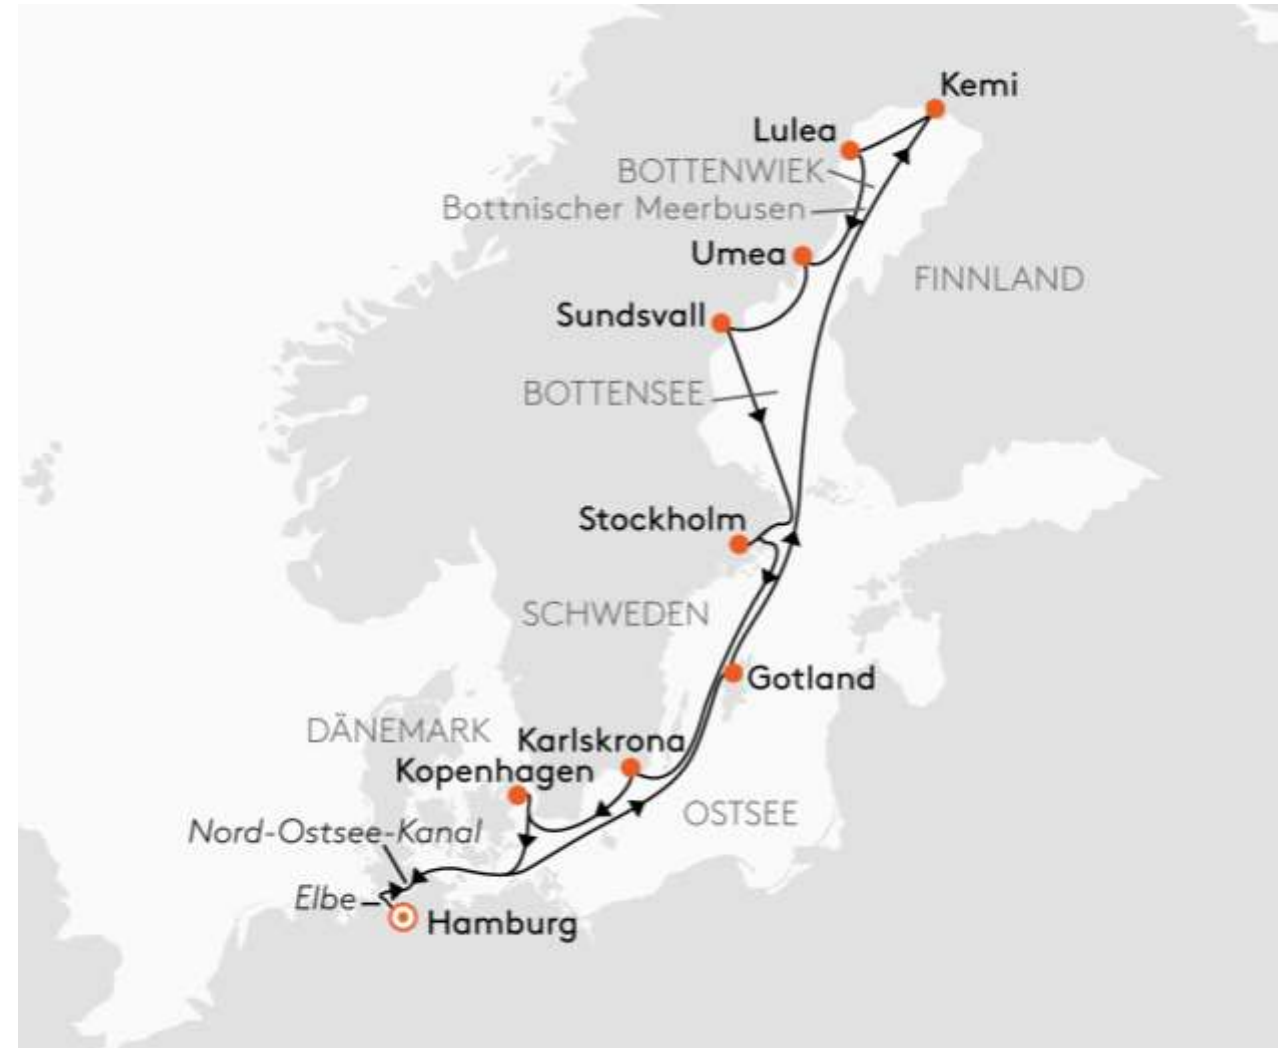 Kemi
Lulea
BOTTENWIEK
Bottnischer Meerbusen
Umea
FINNLAND
Sundsvall
BOTTENSEE
Stockholm
SCHWEDEN
Gotland
DÄNEMARK
Karlskrona
Kopenhagen
OSTSEE
Nord-Ostsee-Kanal
Elbe
Hamburg